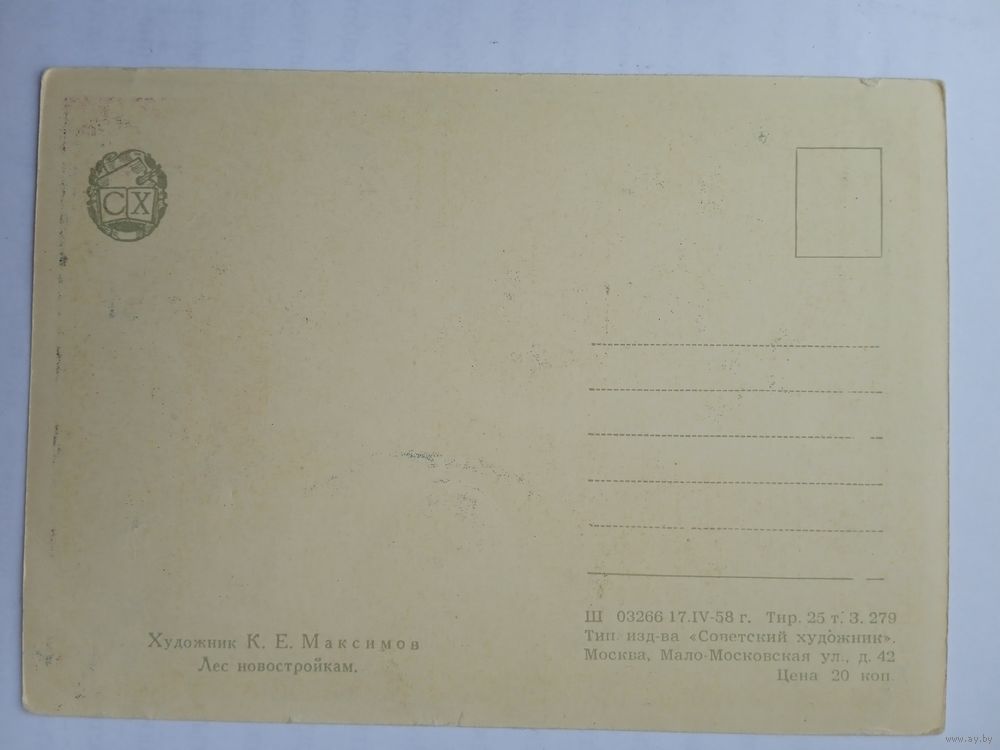 СХ
Художник К. Е. Максимов
Лес новостройкам.
Ш 03266 17.IV-58 г. Тир. 25 т. З. 279
Тип. изд-ва «Советский художник».
Москва, Мало-Московская ул., д. 42
Цена 20 коп.
www.ay.by